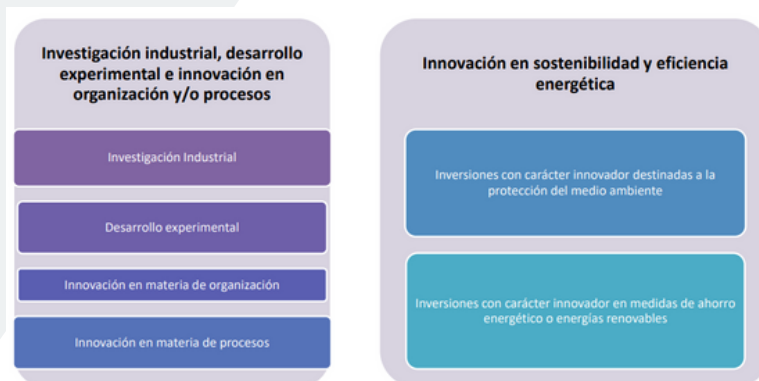 Investigación industrial, desarrollo
experimental e innovación en
organización y/o procesos
Investigación Industrial
Desarrollo experimental
Innovación en materia de organización
Innovación en materia de procesos
Innovación en sostenibilidad y eficiencia
energética
Inversiones con carácter innovador destinadas a la
protección del medio ambiente
Inversiones con carácter innovador en medidas de ahorro
energético o energías renovables